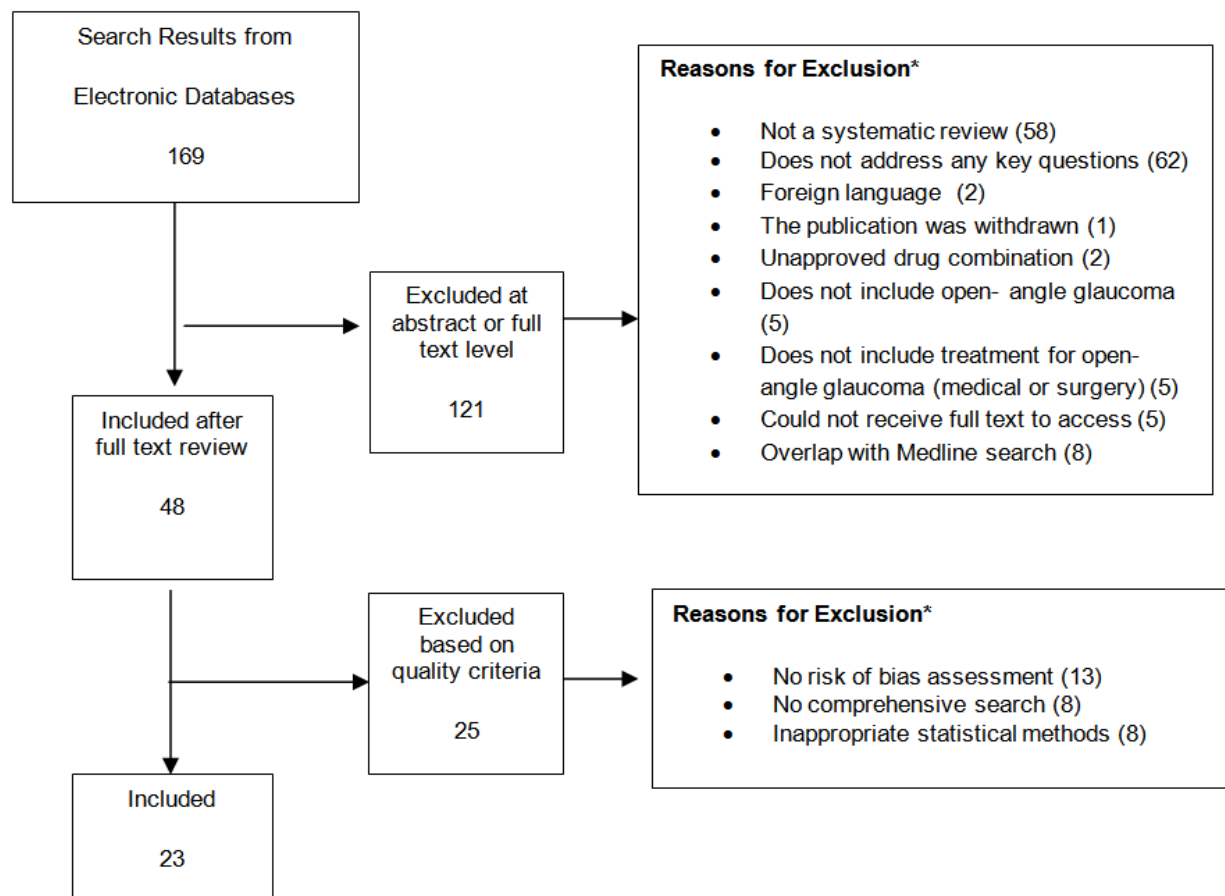 Search Results from
Electronic Databases
169
Reasons for Exclusion*
• Not a systematic review (58)
• Does not address any key questions (62)
• Foreign language (2)
• The publication was withdrawn (1)
• Unapproved drug combination (2)
• Does not include open- angle glaucoma
(5)
• Does not include treatment for open-
angle glaucoma (medical or surgery) (5)
• Could not receive full text to access (5)
• Overlap with Medline search (8)
Excluded at
abstract or full
text level
121
Included after
full text review
48
Excluded
based on
quality criteria
25
Reasons for Exclusion*
• No risk of bias assessment (13)
• No comprehensive search (8)
• Inappropriate statistical methods (8)
Included
23